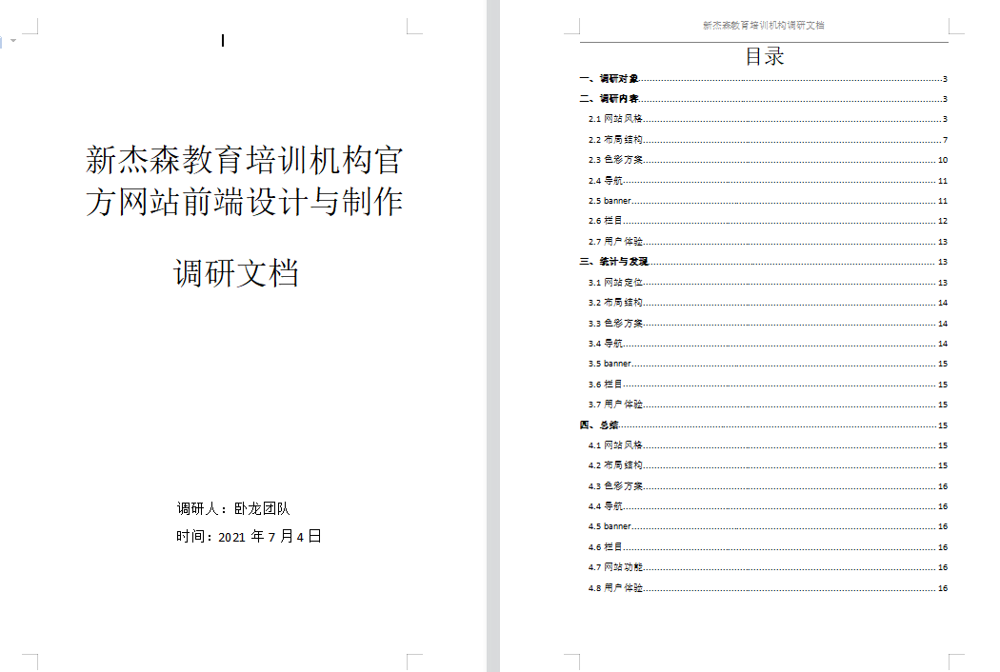 新杰森教育培训机构官
方网站前端设计与制作
调研文档
调研人：卧龙团队
时间：2021 年 7 月 4 日
新杰森教育培训机构调研文档
目录
一、调研对象 3
二、调研内容 3
2.1 网站风格 3
2.2 布局结构 7
2.3 色彩方案 10
2.4 导航 11
2.5 banner 11
2.6 栏目 12
2.7 用户体验 13
三、统计与发现 13
3.1 网站定位 13
3.2 布局结构 14
3.3 色彩方案 14
3.4 导航 14
3.5 banner 15
3.6 栏目 15
3.7 用户体验 15
四、总结 15
4.1 网站风格 15
4.2 布局结构 15
4.3 色彩方案 16
4.4 导航 16
4.5 banner 16
4.6 栏目 16
4.7 网站功能 16
4.8 用户体验 16